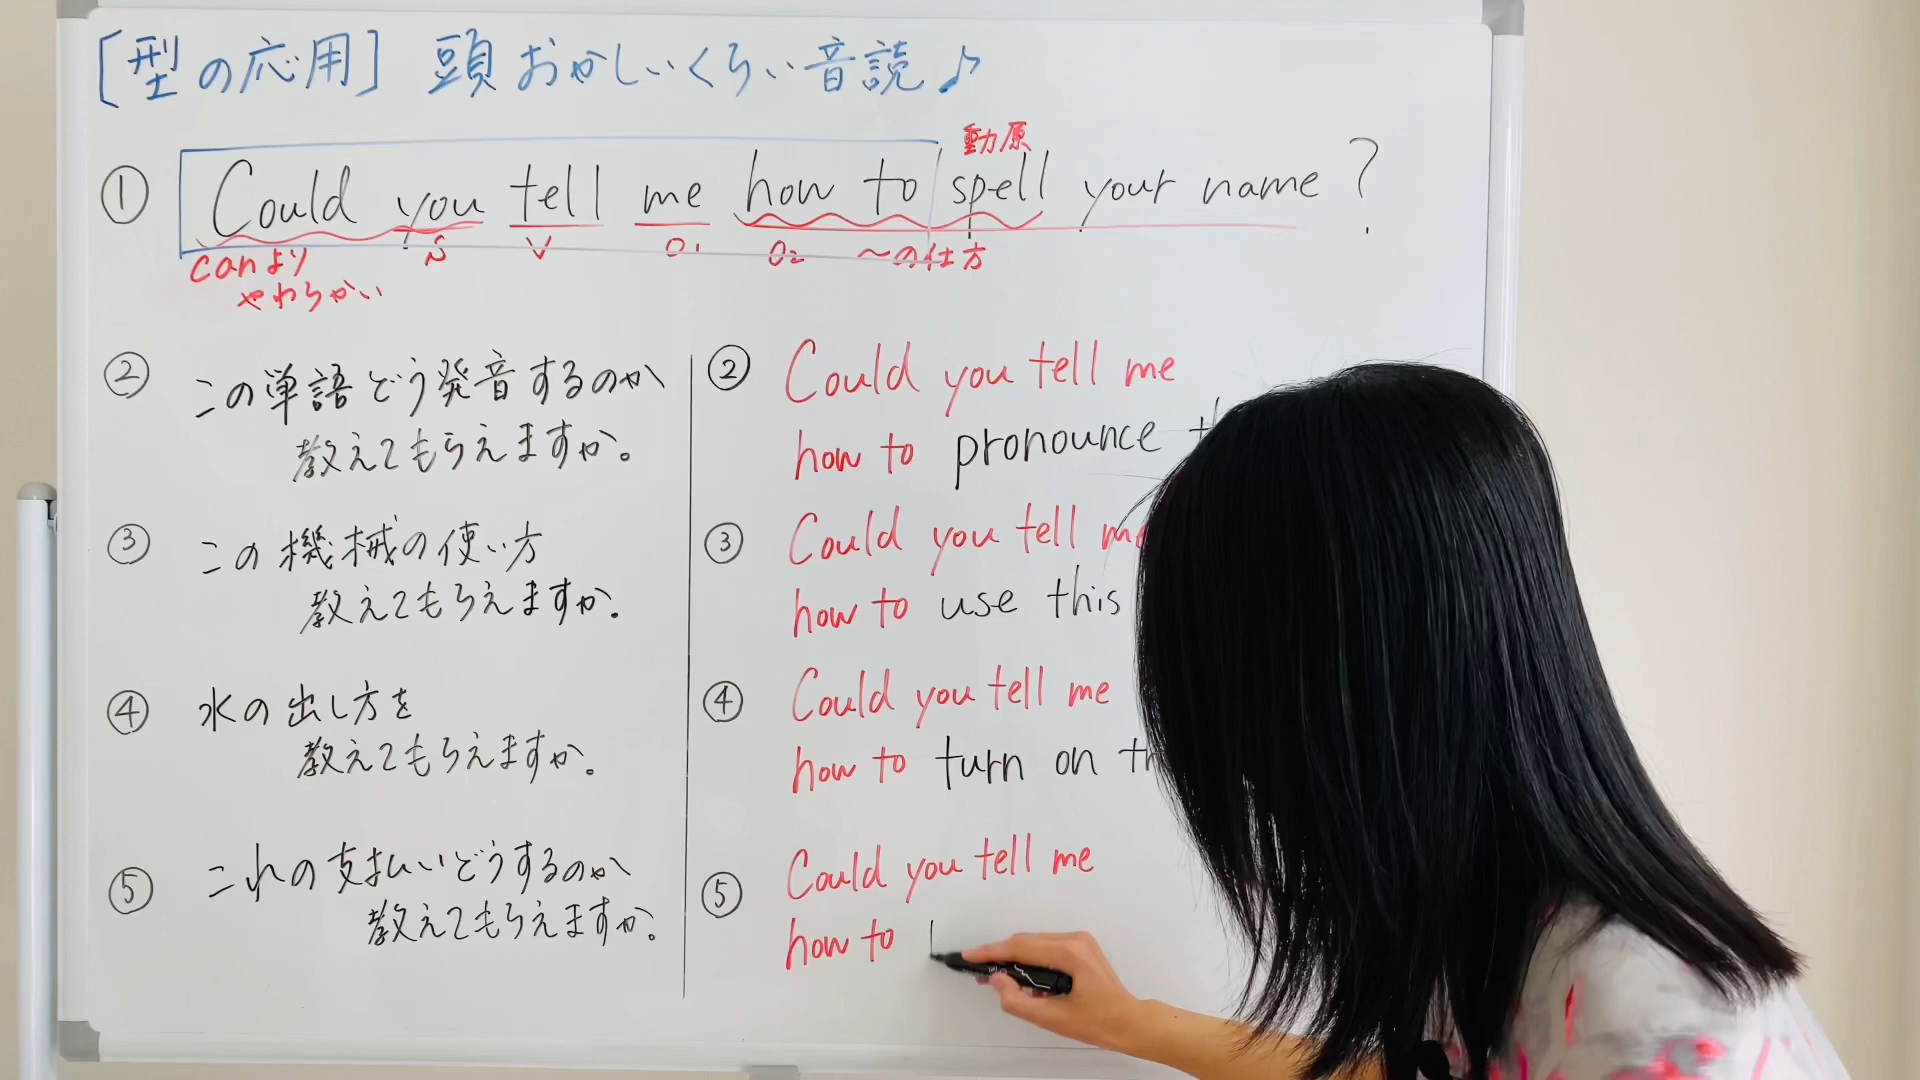 [型の応用] 頭おかしいくらい音読♪
動原
① Could you tell me how to spell your name?
S V O₁ O₂ 〜の仕方
canより
やわらかい
② この単語どう発音するのか
教えてもらえますか。
③ この機械の使い方
教えてもらえますか。
④ 水の出し方を
教えてもらえますか。
⑤ これの支払いどうするのか
教えてもらえますか。
② Could you tell me
how to pronounce
③ Could you tell me
how to use this
④ Could you tell me
how to turn on
⑤ Could you tell me
how to